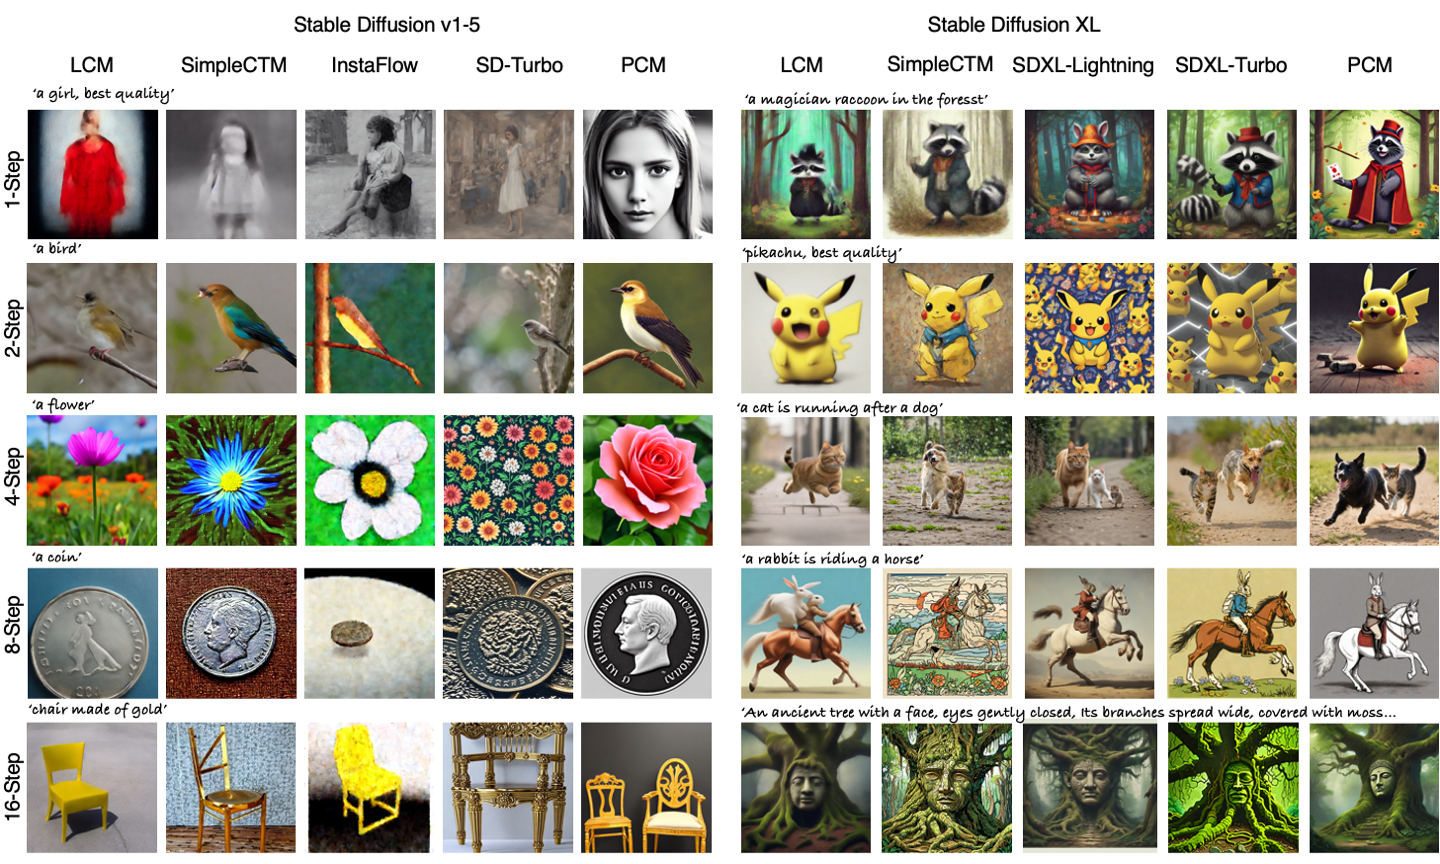 Stable Diffusion v1-5
Stable Diffusion XL
LCM SimpleCTM InstaFlow SD-Turbo PCM
LCM SimpleCTM SDXL-Lightning SDXL-Turbo PCM
1-Step
‘a girl, best quality’
‘a magician raccoon in the foresst’
2-Step
‘a bird’
‘pikachu, best quality’
4-Step
‘a flower’
‘a cat is running after a dog’
8-Step
‘a coin’
‘a rabbit is riding a horse’
16-Step
‘chair made of gold’
‘An ancient tree with a face, eyes gently closed, Its branches spread wide, covered with moss...